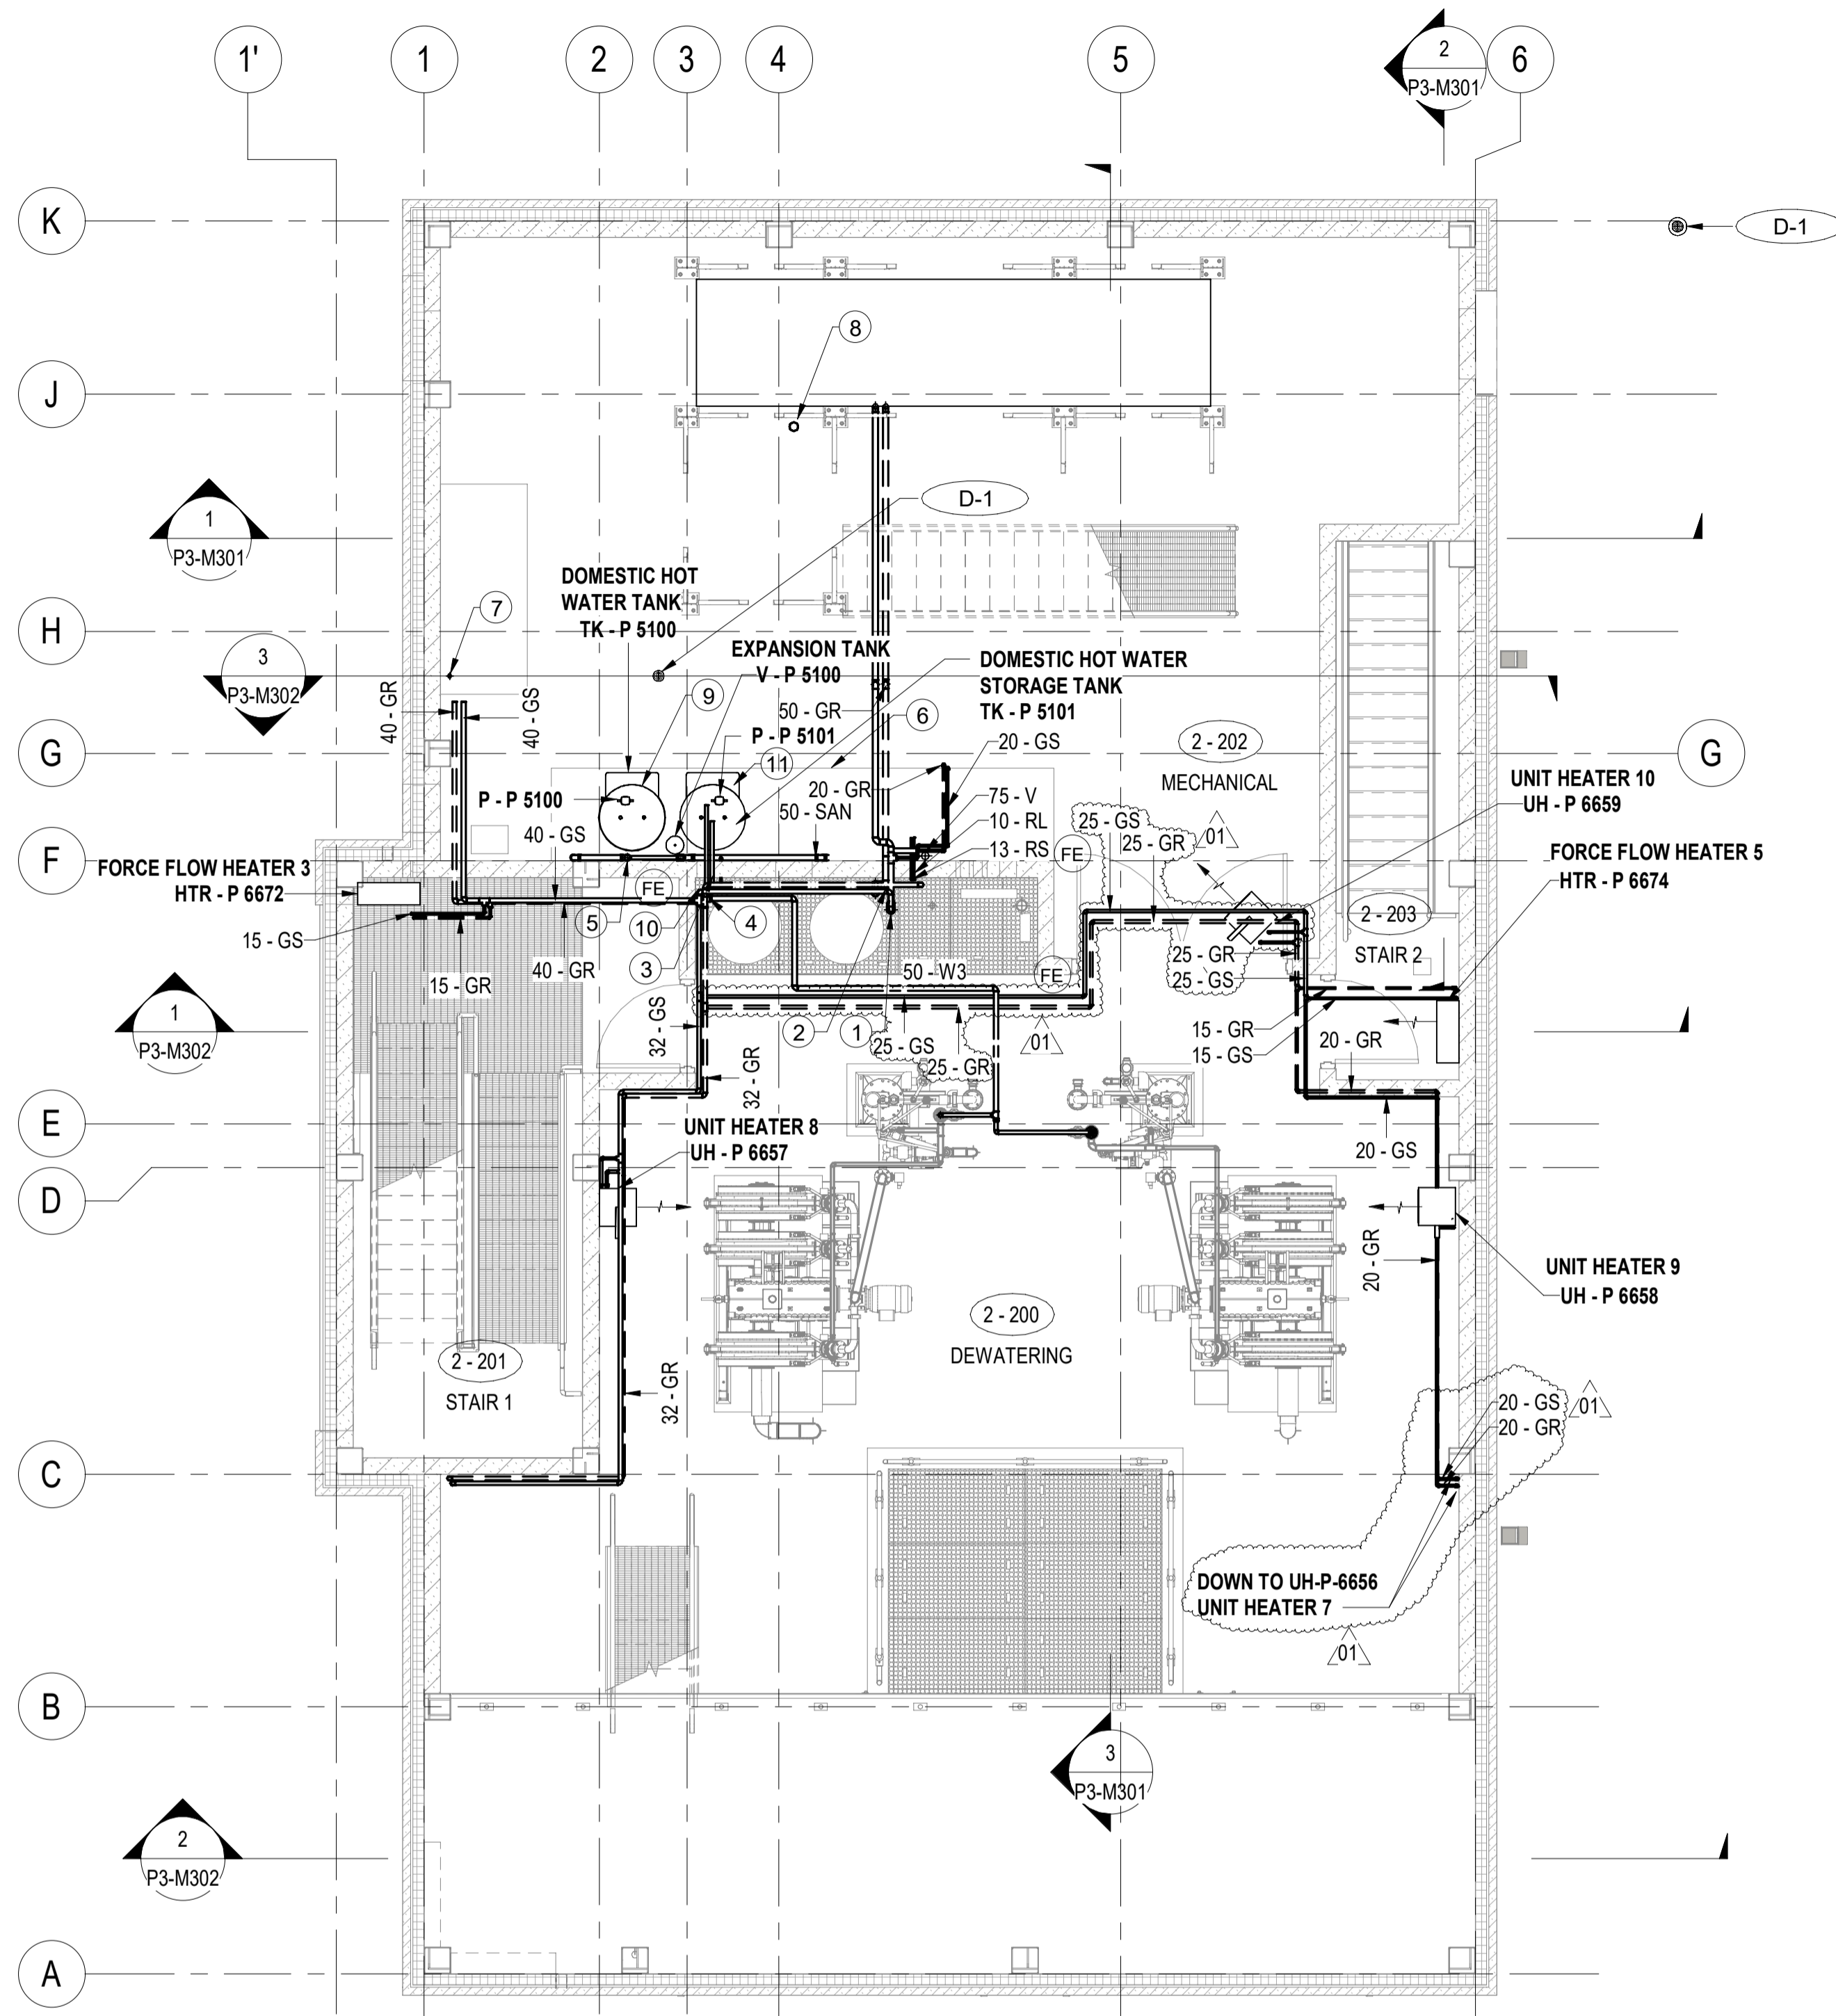 1'
1
2
3
4
5
2
P3-M301
6
K
D-1
8
J
D-1
1
P3-M301
DOMESTIC HOT
WATER TANK
TK - P 5100
7
H
EXPANSION TANK
V - P 5100
DOMESTIC HOT WATER
STORAGE TANK
TK - P 5101
3
P3-M302
40 - GR
40 - GS
9
50 - GR
6
P - P 5101
20 - GS
2 - 202
MECHANICAL
G
G
11
UNIT HEATER 10
UH - P 6659
P - P 5100
20 - GR
75 - V
50 - SAN
10 - RL
40 - GS
13 - RS
25 - GS
01
25 - GR
F
FORCE FLOW HEATER 3
HTR - P 6672
FE
FE
FORCE FLOW HEATER 5
HTR - P 6674
2 - 203
STAIR 2
15 - GS
5
10
4
3
40 - GR
15 - GR
50 - W3
FE
25 - GR
25 - GS
1
P3-M302
32 - GS
2
1
25 - GS
01
15 - GR
15 - GS
20 - GR
25 - GR
32 - GR
E
UNIT HEATER 8
UH - P 6657
20 - GS
D
20 - GR
UNIT HEATER 9
UH - P 6658
2 - 200
DEWATERING
2 - 201
STAIR 1
32 - GR
20 - GS
20 - GR
01
C
DOWN TO UH-P-6656
UNIT HEATER 7
01
B
3
P3-M301
2
P3-M302
A